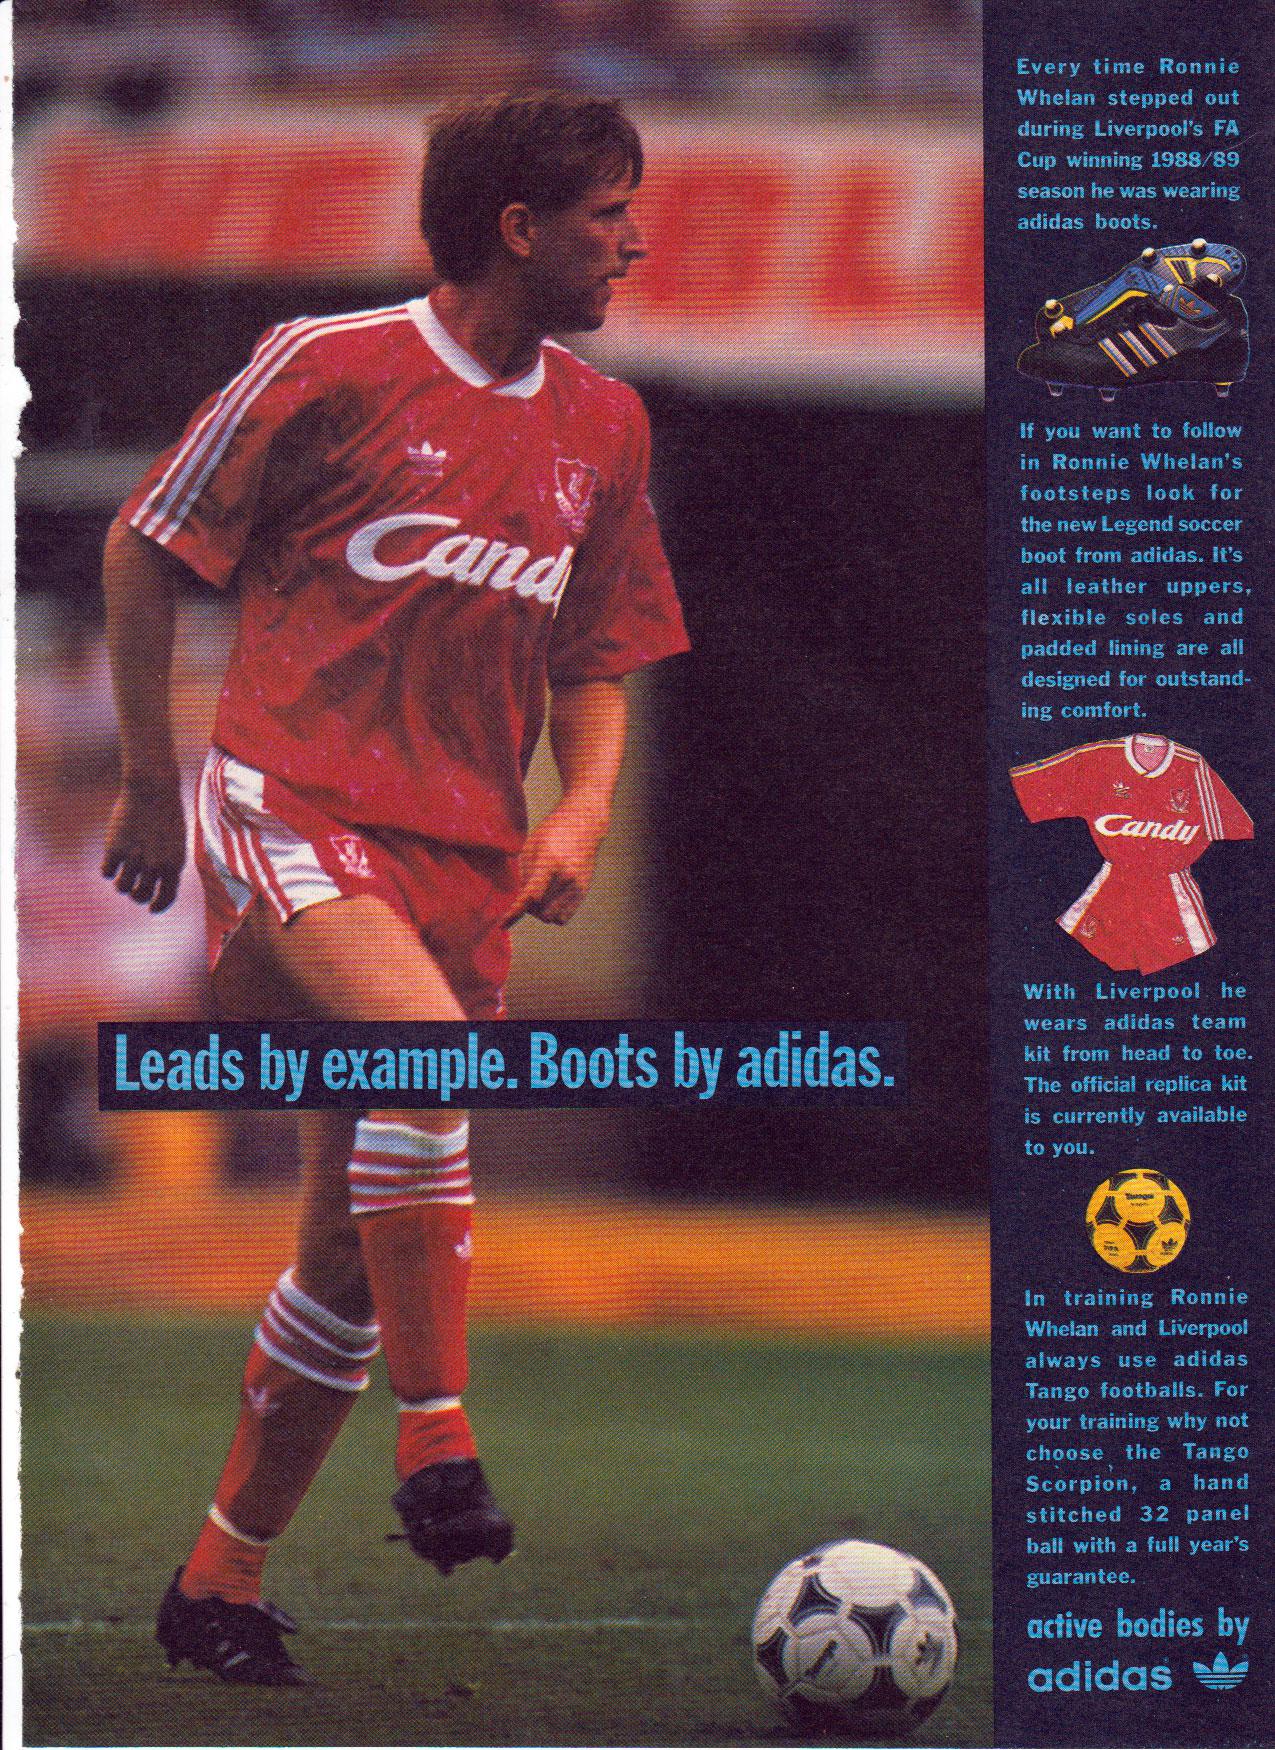 Every time Ronnie
Whelan stepped out
during Liverpool's FA
Cup winning 1988/89
season he was wearing
adidas boots.
If you want to follow
in Ronnie Whelan's
footsteps look for
the new Legend soccer
boot from adidas. It's
all leather uppers,
flexible soles and
padded lining are all
designed for outstand-
ing comfort.
Candy
Candy
With Liverpool he
wears adidas team
kit from head to toe.
The official replica kit
is currently available
to you.
Leads by example. Boots by adidas.
Tango
In training Ronnie
Whelan and Liverpool
always use adidas
Tango footballs. For
your training why not
choose the Tango
Scorpion, a hand
stitched 32 panel
ball with a full year's
guarantee.
active bodies by
adidas